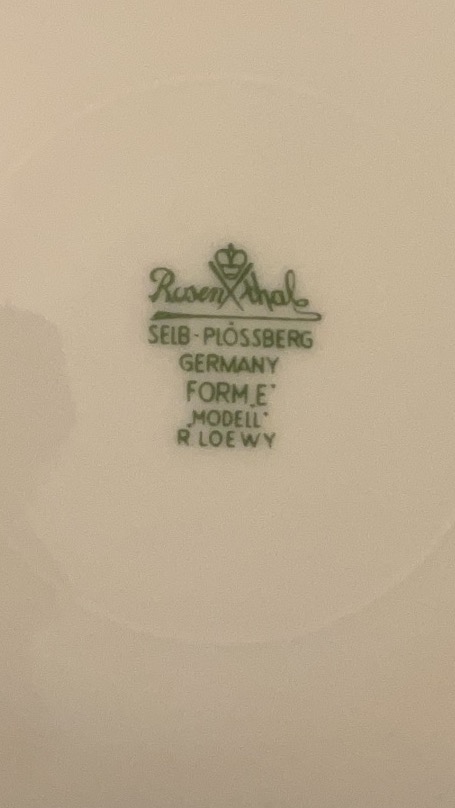 Rosenthal
SELB-PLÖSSBERG
GERMANY
FORM „E"
„MODELL"
R. LOEWY